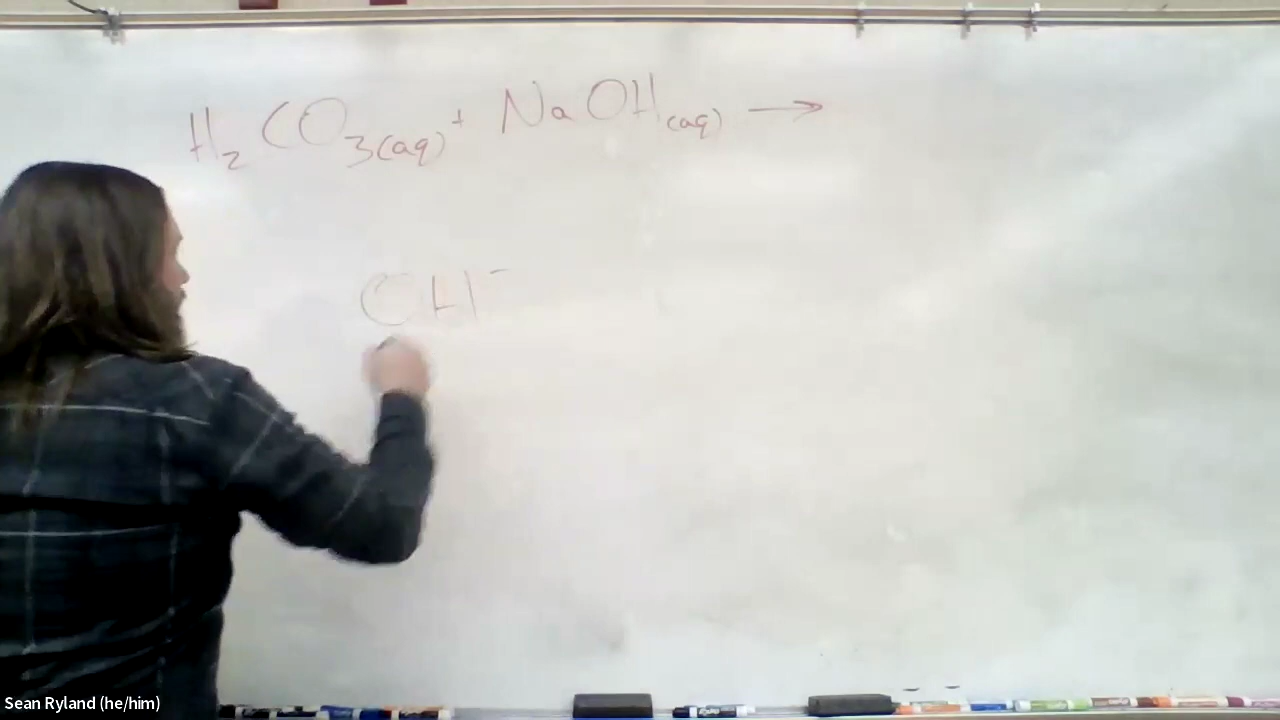 H₂CO₃(aq) + NaOH(aq) →
OH⁻
Sean Ryland (he/him)